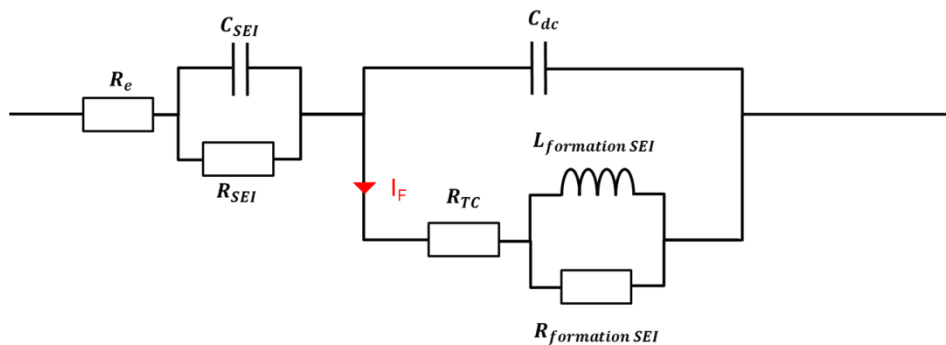 C_SEI
C_dc
R_e
R_SEI
I_F
R_TC
L_formation SEI
R_formation SEI